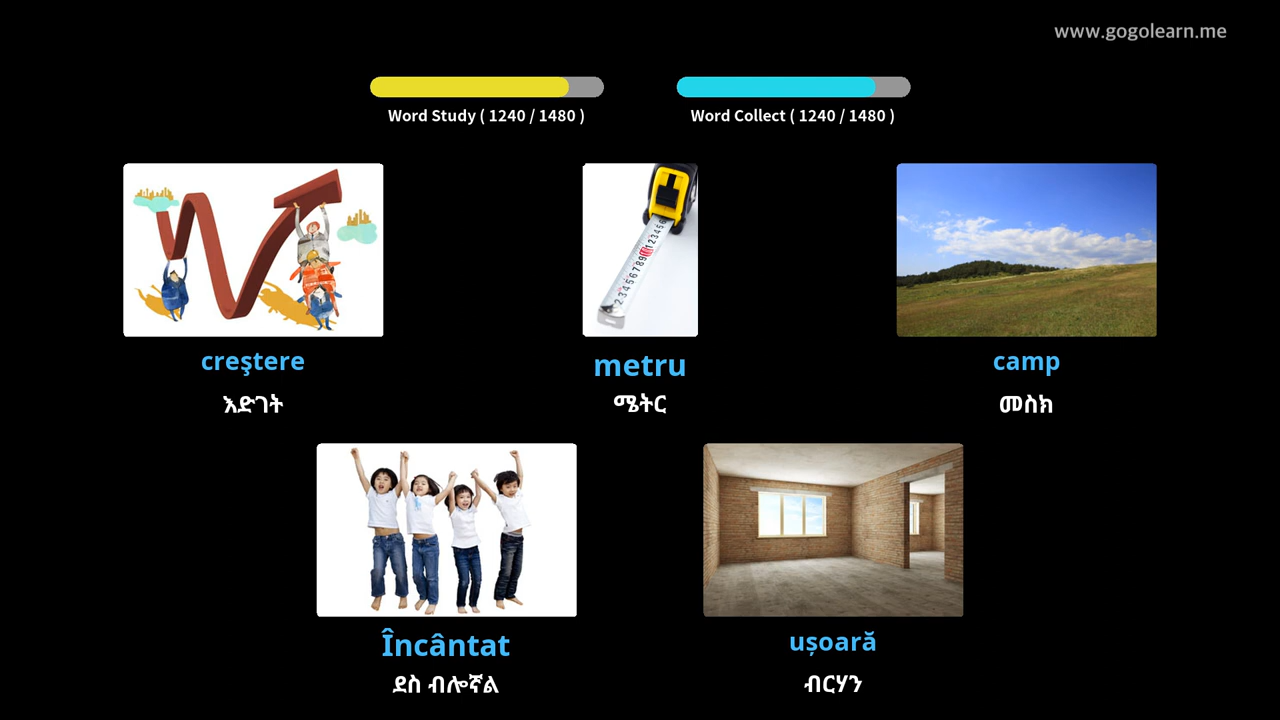 www.gogolearn.me
Word Study ( 1240 / 1480 )
Word Collect ( 1240 / 1480 )
creştere
metru
camp
እድገት
ሜትር
መስክ
Încântat
ușoară
ደስ ብሎኛል
ብርሃን